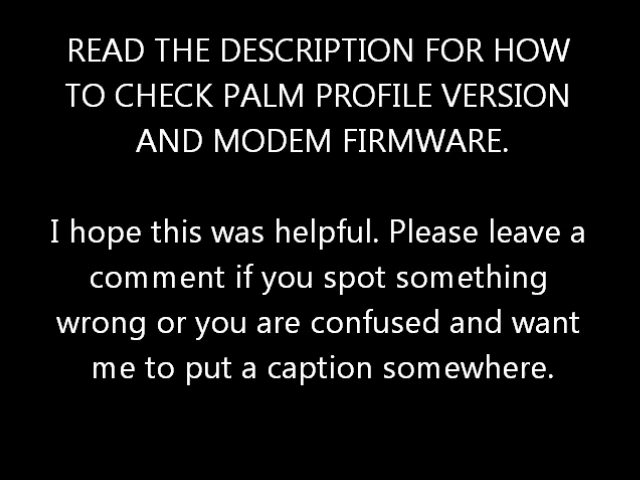 READ THE DESCRIPTION FOR HOW
TO CHECK PALM PROFILE VERSION
AND MODEM FIRMWARE.
I hope this was helpful. Please leave a
comment if you spot something
wrong or you are confused and want
me to put a caption somewhere.